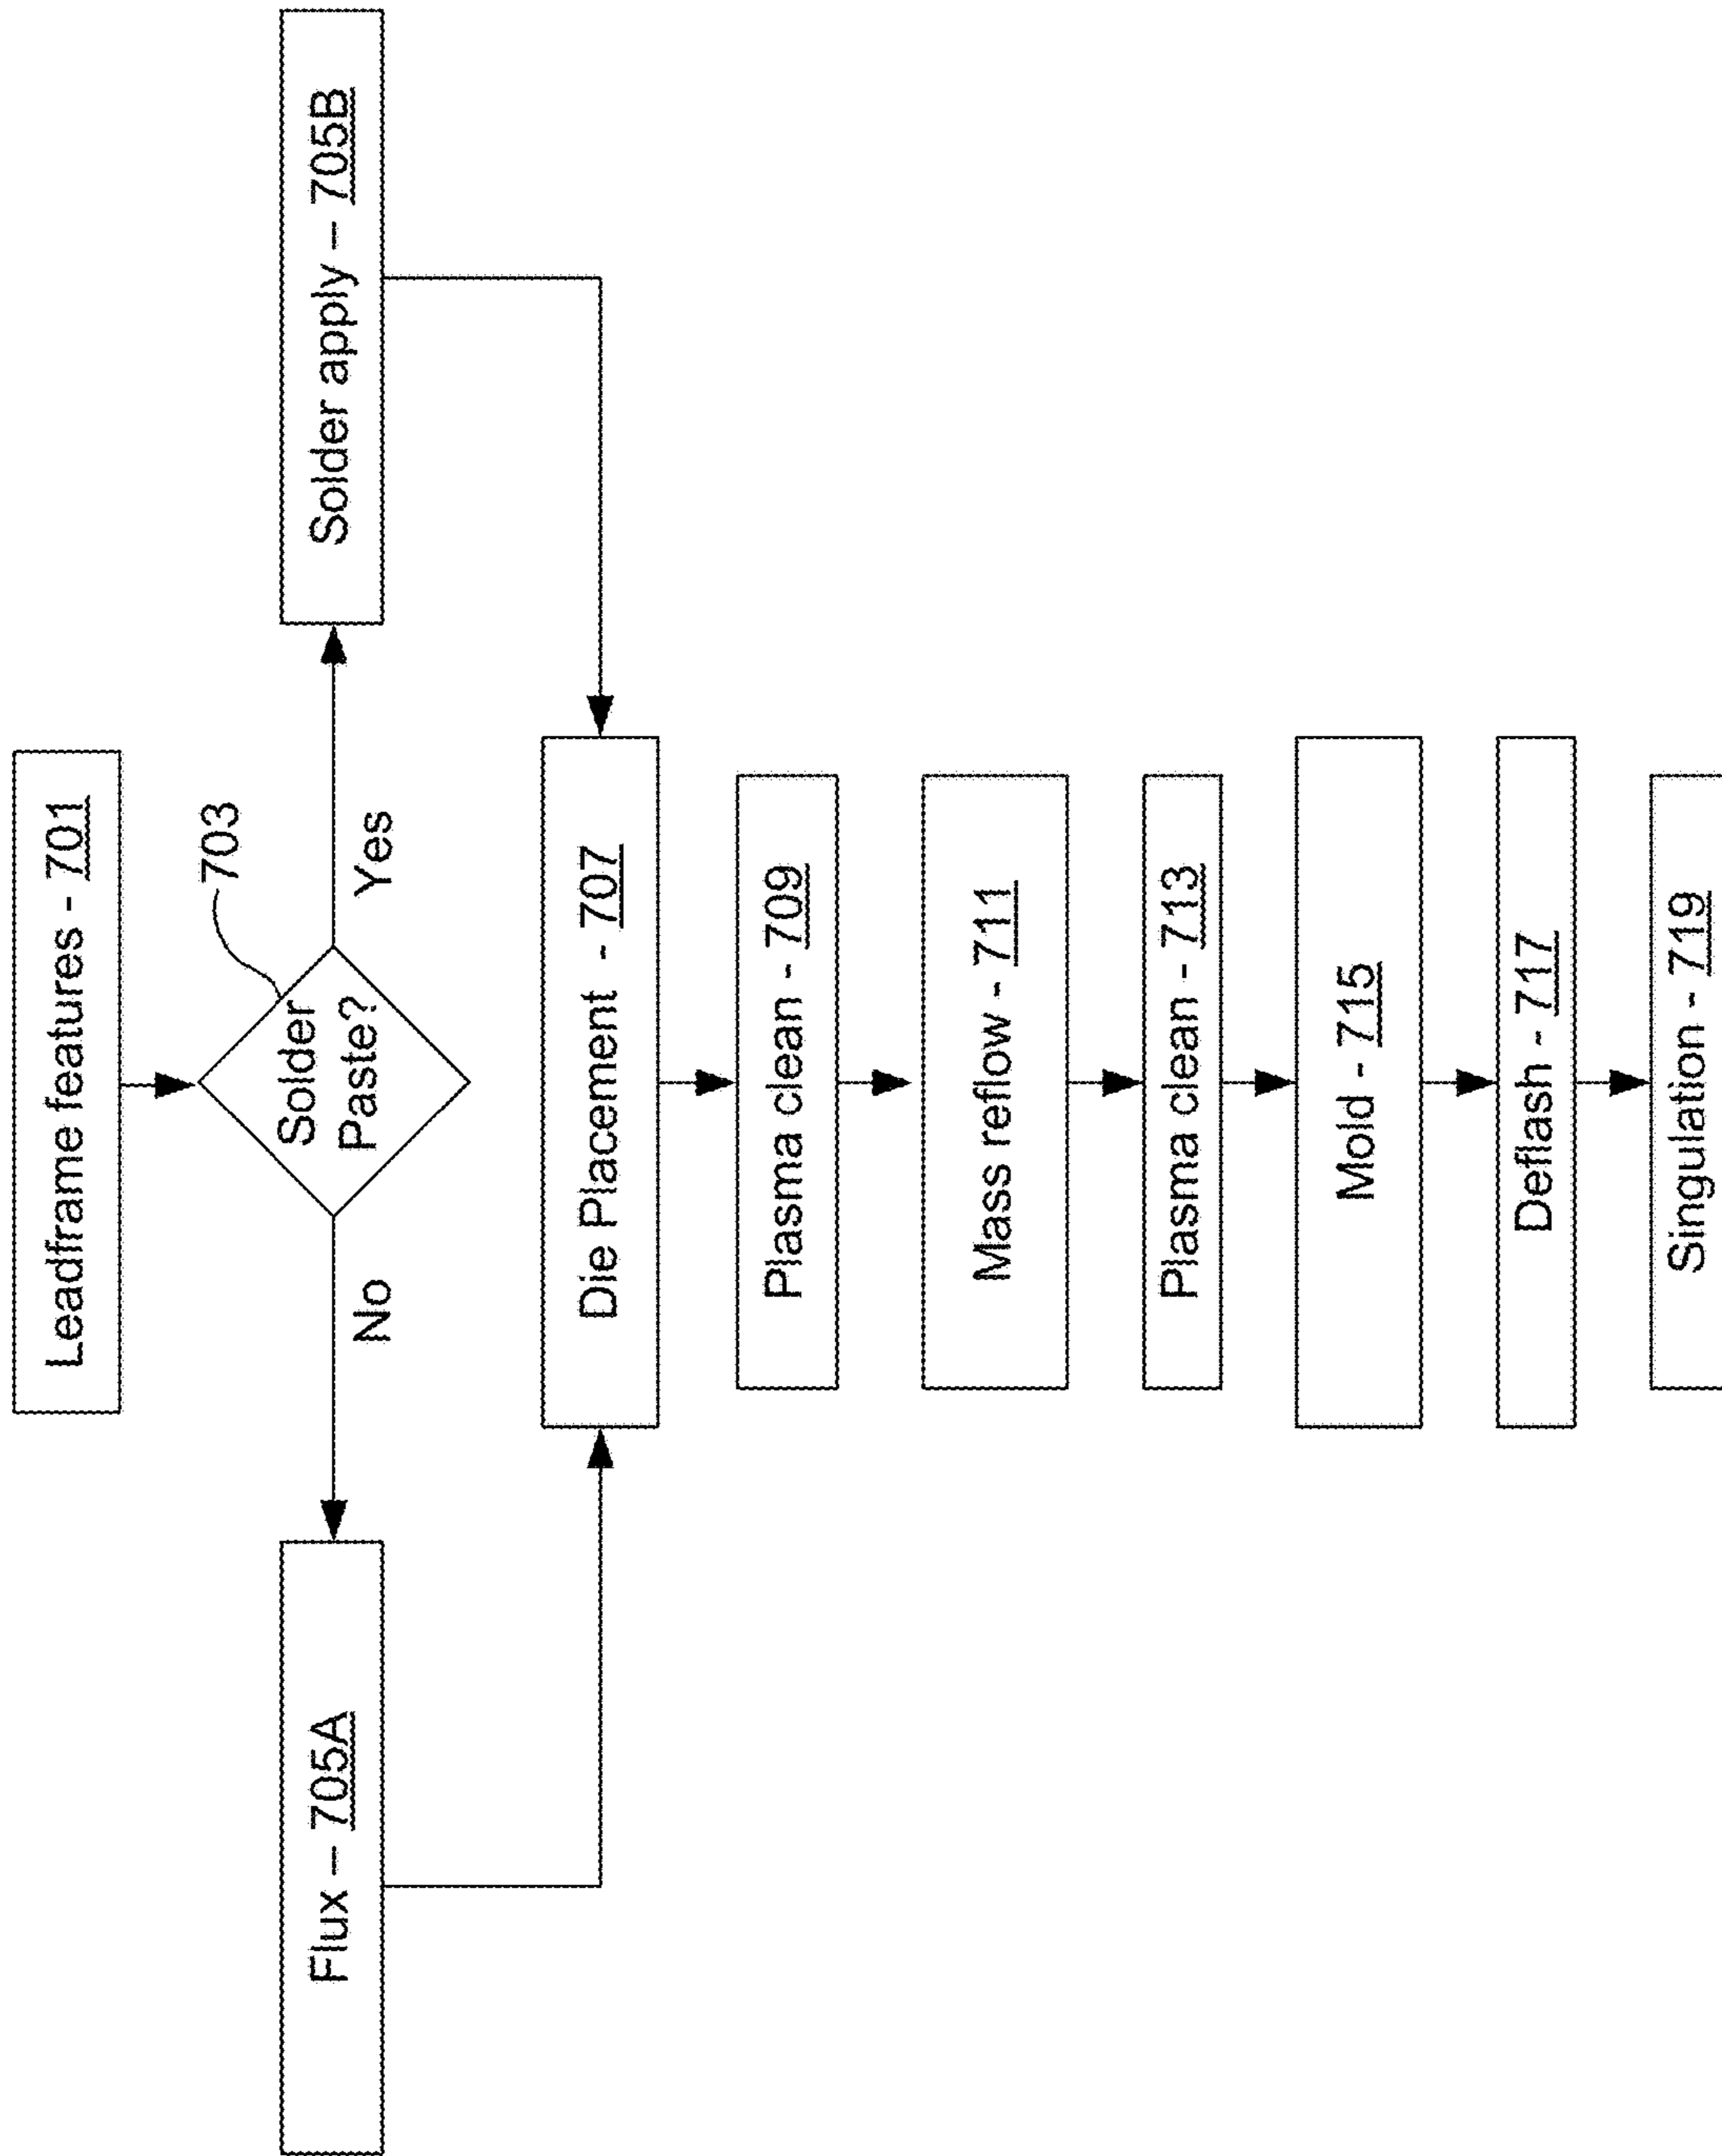 Leadframe features - 701
703
Solder
Paste?
No
Yes
Flux – 705A
Solder apply – 705B
Die Placement - 707
Plasma clean - 709
Mass reflow - 711
Plasma clean - 713
Mold - 715
Deflash - 717
Singulation - 719